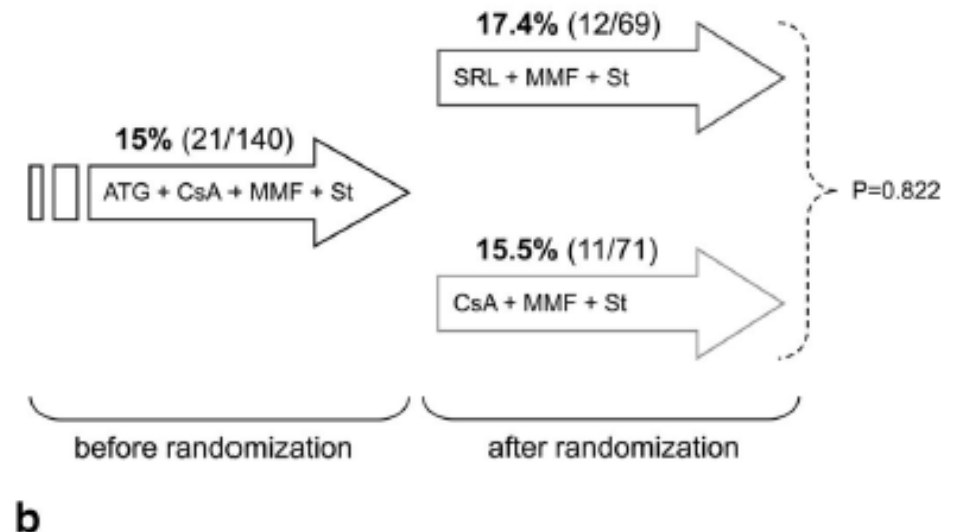 17.4% (12/69)
SRL + MMF + St
15% (21/140)
ATG + CsA + MMF + St
P=0.822
15.5% (11/71)
CsA + MMF + St
before randomization
after randomization
b